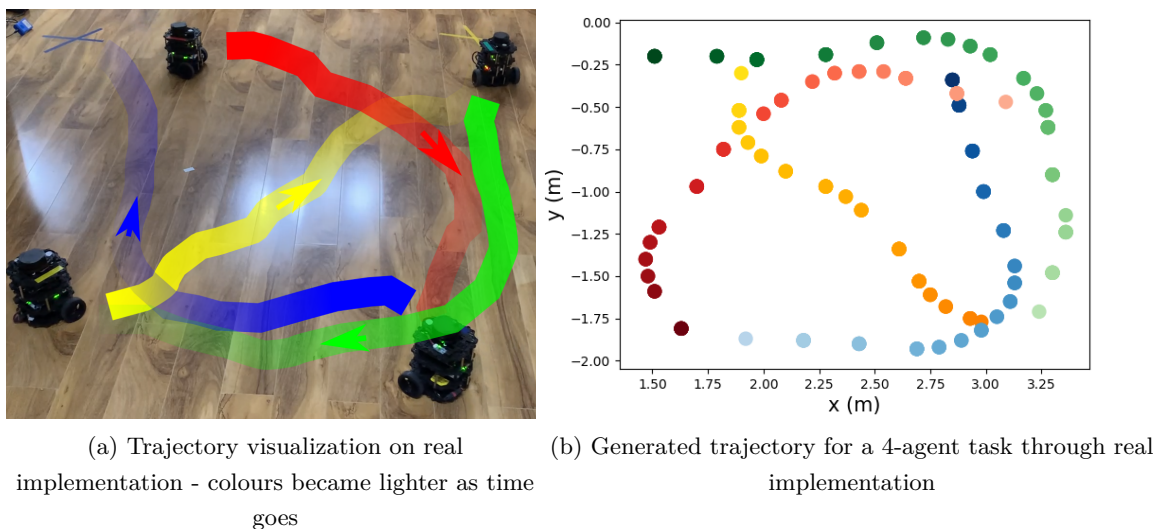 0.00
−0.25
−0.50
−0.75
−1.00
−1.25
−1.50
−1.75
−2.00
y (m)
1.50 1.75 2.00 2.25 2.50 2.75 3.00 3.25
x (m)
(a) Trajectory visualization on real
implementation - colours became lighter as time
goes
(b) Generated trajectory for a 4-agent task through real
implementation